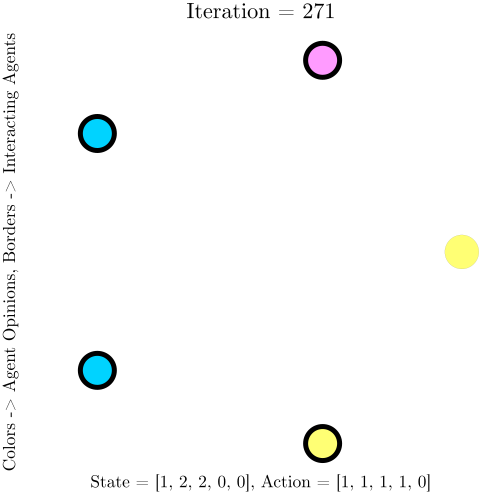 Iteration = 271
Colors -> Agent Opinions, Borders -> Interacting Agents
State = [1, 2, 2, 0, 0], Action = [1, 1, 1, 1, 0]